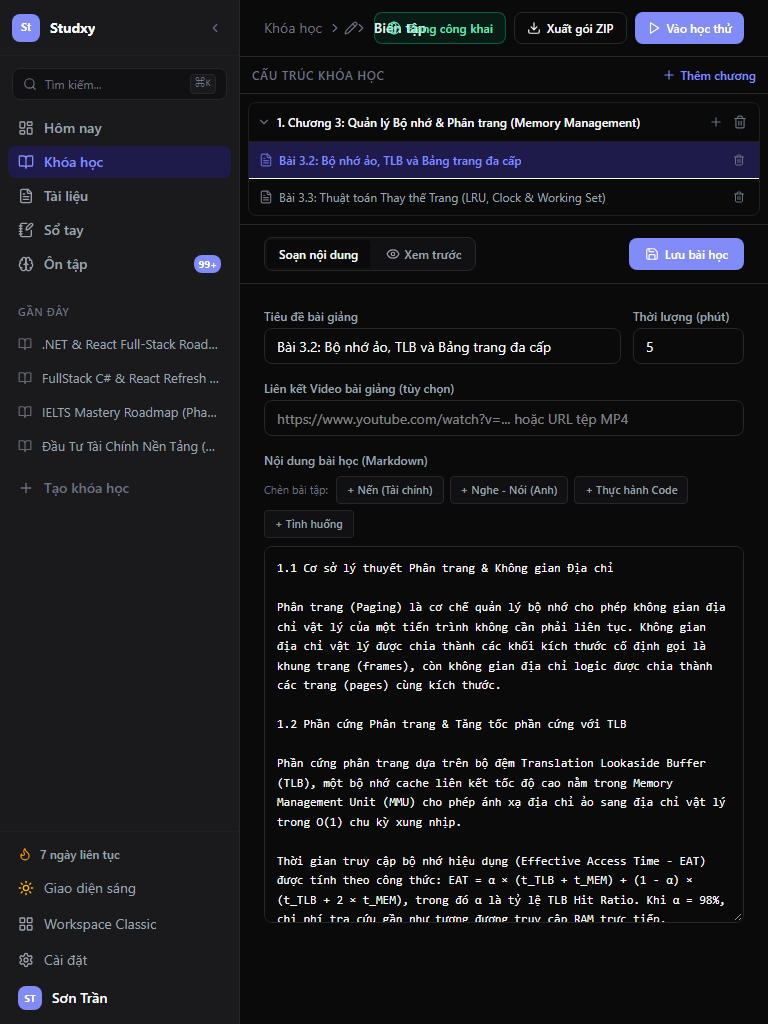 St Studxy
Tìm kiếm... ⌘K
Hôm nay
Khóa học
Tài liệu
Sổ tay
Ôn tập 99+
GẦN ĐÂY
.NET & React Full-Stack Road...
FullStack C# & React Refresh ...
IELTS Mastery Roadmap (Pha...
Đầu Tư Tài Chính Nền Tảng (...
Tạo khóa học
7 ngày liên tục
Giao diện sáng
Workspace Classic
Cài đặt
ST Sơn Trần
Khóa học > > Biên tập công khai Xuất gói ZIP Vào học thử
CẤU TRÚC KHÓA HỌC + Thêm chương
1. Chương 3: Quản lý Bộ nhớ & Phân trang (Memory Management)
Bài 3.2: Bộ nhớ ảo, TLB và Bảng trang đa cấp
Bài 3.3: Thuật toán Thay thế Trang (LRU, Clock & Working Set)
Soạn nội dung Xem trước Lưu bài học
Tiêu đề bài giảng Thời lượng (phút)
Bài 3.2: Bộ nhớ ảo, TLB và Bảng trang đa cấp 5
Liên kết Video bài giảng (tùy chọn)
https://www.youtube.com/watch?v=... hoặc URL tệp MP4
Nội dung bài học (Markdown)
Chèn bài tập: + Nến (Tài chính) + Nghe - Nói (Anh) + Thực hành Code
+ Tình huống
1.1 Cơ sở lý thuyết Phân trang & Không gian Địa chỉ
Phân trang (Paging) là cơ chế quản lý bộ nhớ cho phép không gian địa
chỉ vật lý của một tiến trình không cần phải liên tục. Không gian
địa chỉ vật lý được chia thành các khối kích thước cố định gọi là
khung trang (frames), còn không gian địa chỉ logic được chia thành
các trang (pages) cùng kích thước.
1.2 Phần cứng Phân trang & Tăng tốc phần cứng với TLB
Phần cứng phân trang dựa trên bộ đệm Translation Lookaside Buffer
(TLB), một bộ nhớ cache liên kết tốc độ cao nằm trong Memory
Management Unit (MMU) cho phép ánh xạ địa chỉ ảo sang địa chỉ vật lý
trong O(1) chu kỳ xung nhịp.
Thời gian truy cập bộ nhớ hiệu dụng (Effective Access Time - EAT)
được tính theo công thức: EAT = α × (t_TLB + t_MEM) + (1 - α) ×
(t_TLB + 2 × t_MEM), trong đó α là tỷ lệ TLB Hit Ratio. Khi α = 98%,
chi phí tra cứu gần như tương đương truy cập RAM trực tiếp.